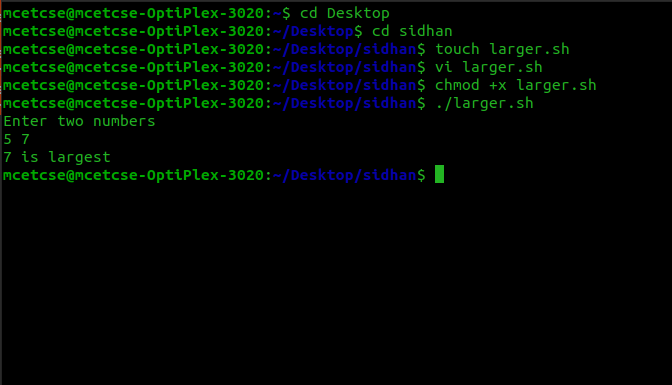 mcetcse@mcetcse-OptiPlex-3020:~$ cd Desktop
mcetcse@mcetcse-OptiPlex-3020:~/Desktop$ cd sidhan
mcetcse@mcetcse-OptiPlex-3020:~/Desktop/sidhan$ touch larger.sh
mcetcse@mcetcse-OptiPlex-3020:~/Desktop/sidhan$ vi larger.sh
mcetcse@mcetcse-OptiPlex-3020:~/Desktop/sidhan$ chmod +x larger.sh
mcetcse@mcetcse-OptiPlex-3020:~/Desktop/sidhan$ ./larger.sh
Enter two numbers
5 7
7 is largest
mcetcse@mcetcse-OptiPlex-3020:~/Desktop/sidhan$